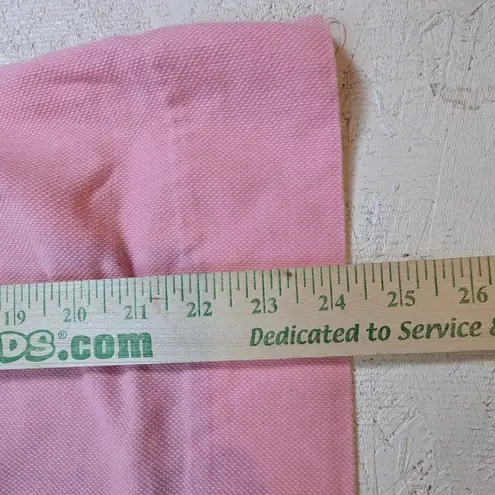 19 20 21 22 23 24 25 26
DS®.com Dedicated to Service &